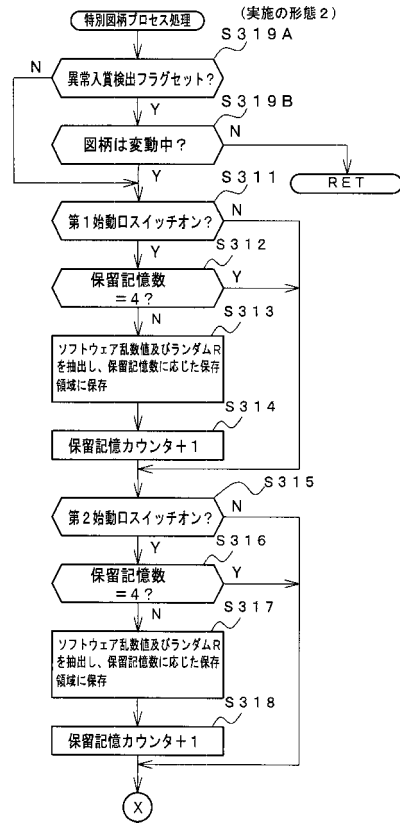 特別図柄プロセス処理
(実施の形態2)
S319A
異常入賞検出フラグセット?
N
Y
S319B
図柄は変動中?
N
Y
RET
S311
第1始動口スイッチオン?
N
Y
S312
保留記憶数
=4?
Y
N
S313
ソフトウェア乱数値及びランダムR
を抽出し、保留記憶数に応じた保存
領域に保存
S314
保留記憶カウンタ+1
S315
第2始動口スイッチオン?
N
Y
S316
保留記憶数
=4?
Y
N
S317
ソフトウェア乱数値及びランダムR
を抽出し、保留記憶数に応じた保存
領域に保存
S318
保留記憶カウンタ+1
X